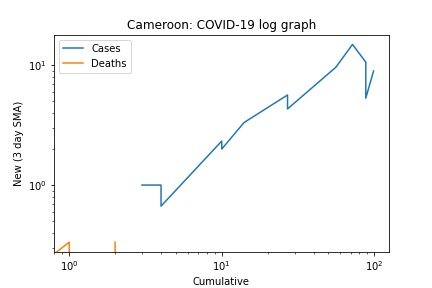 Cameroon: COVID-19 log graph
Cases
Deaths
New (3 day SMA)
10¹
10⁰
10⁰
10¹
10²
Cumulative